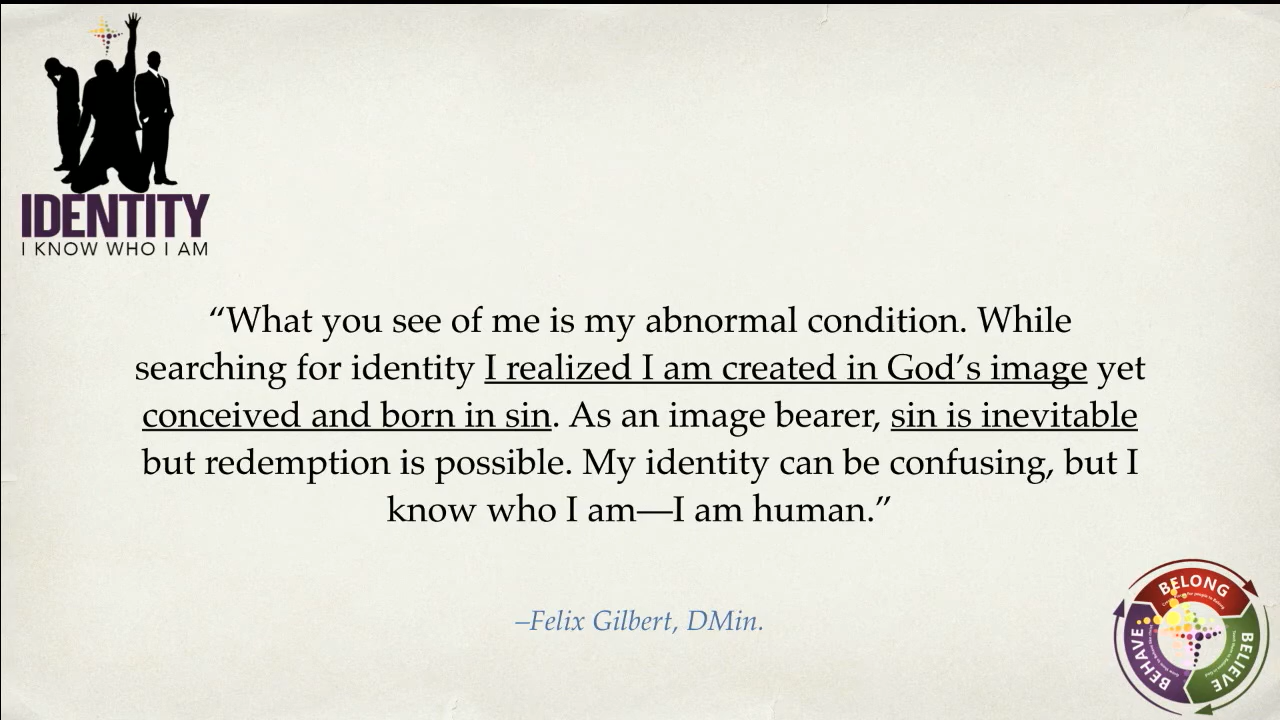 IDENTITY
I KNOW WHO I AM
“What you see of me is my abnormal condition. While
searching for identity I realized I am created in God’s image yet
conceived and born in sin. As an image bearer, sin is inevitable
but redemption is possible. My identity can be confusing, but I
know who I am—I am human.”
–Felix Gilbert, DMin.
BELONG
BELIEVE
BEHAVE